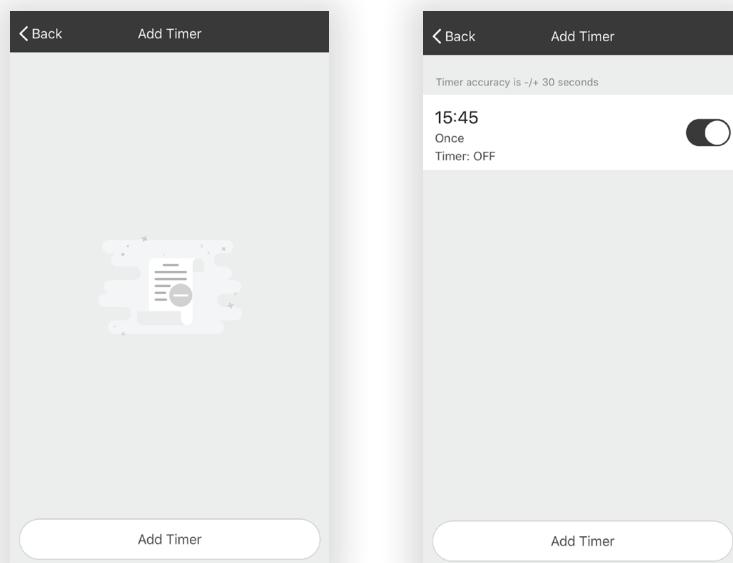 Back
Add Timer
Add Timer
Back
Add Timer
Timer accuracy is -/+ 30 seconds
15:45
Once
Timer: OFF
Add Timer